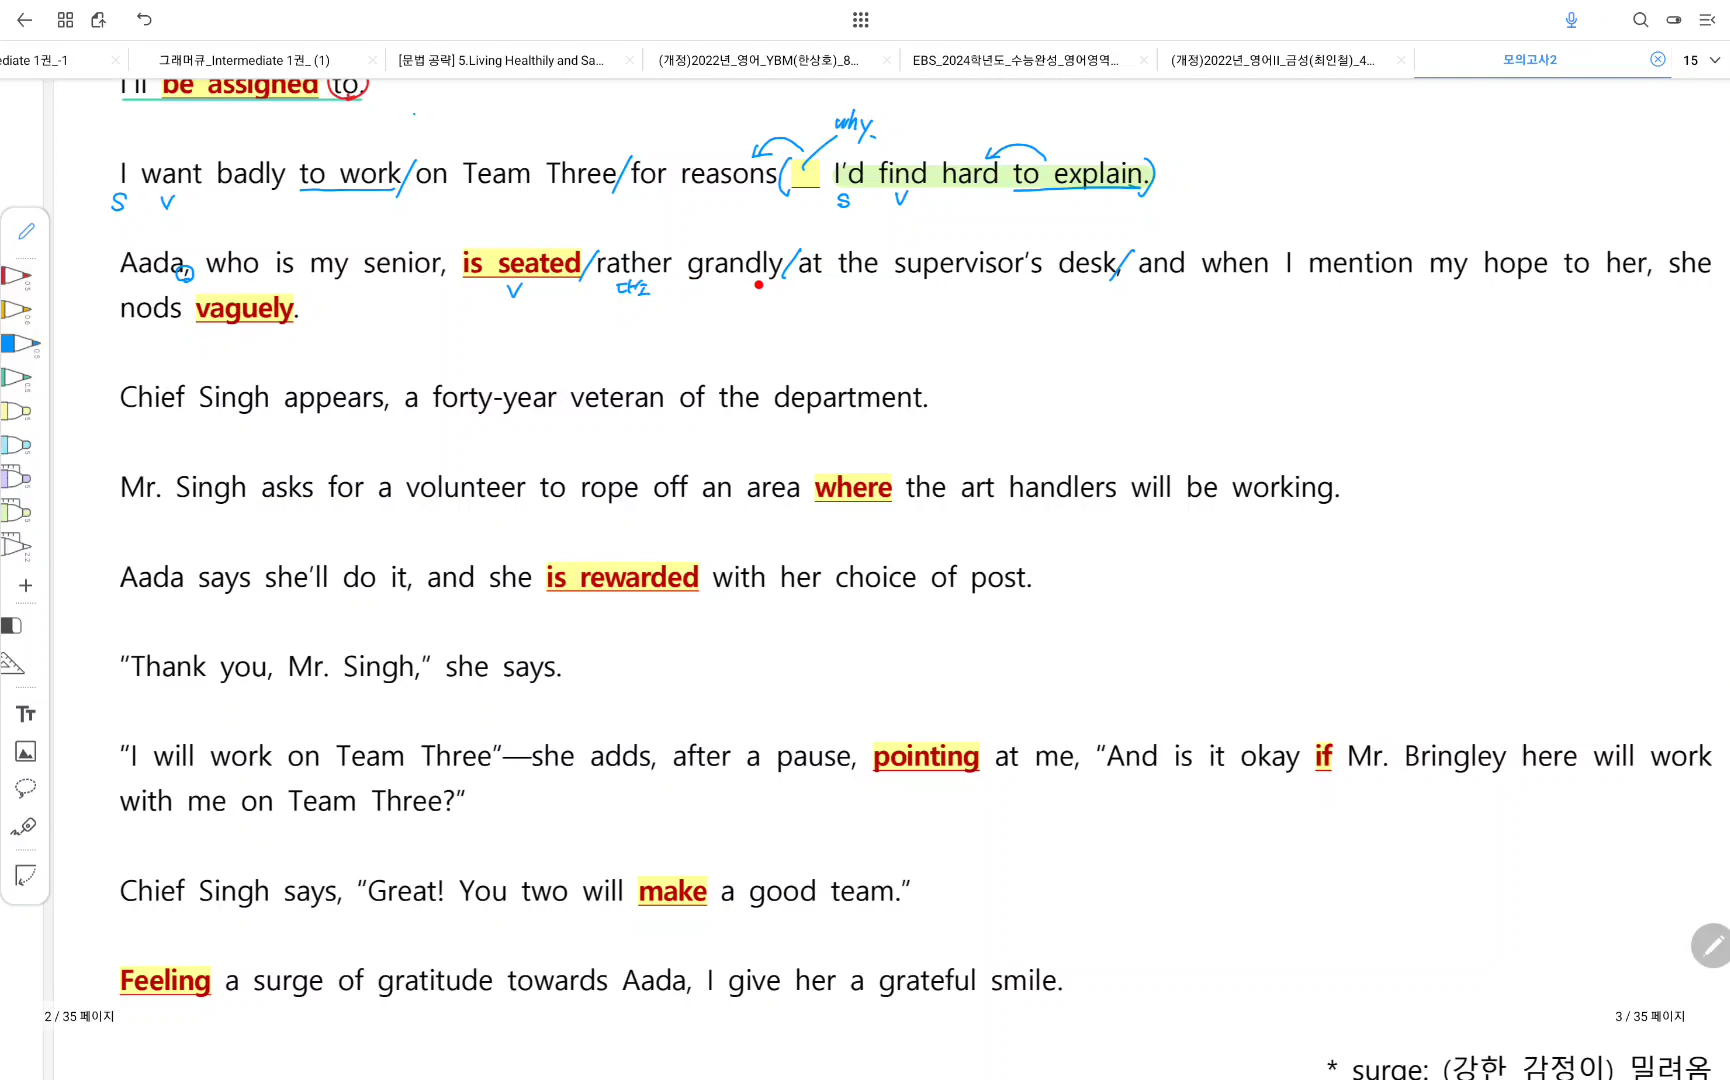 ediate 1권_-1
그래머큐_Intermediate 1권_ (1)
[문법 공략] 5.Living Healthily and Sa...
(개정)2022년_영어_YBM(한상호)_8...
EBS_2024학년도_수능완성_영어영역...
(개정)2022년_영어II_금성(최인철)_4...
모의고사2
15
I'll be assigned to.
why
I want badly to work/on Team Three/for reasons( I'd find hard to explain.)
S V S V
Aada, who is my senior, is seated/rather grandly/at the supervisor's desk,/and when I mention my hope to her, she
V 다소
nods vaguely.
Chief Singh appears, a forty-year veteran of the department.
Mr. Singh asks for a volunteer to rope off an area where the art handlers will be working.
Aada says she'll do it, and she is rewarded with her choice of post.
"Thank you, Mr. Singh," she says.
"I will work on Team Three"—she adds, after a pause, pointing at me, "And is it okay if Mr. Bringley here will work
with me on Team Three?"
Chief Singh says, "Great! You two will make a good team."
Feeling a surge of gratitude towards Aada, I give her a grateful smile.
2 / 35 페이지
3 / 35 페이지
* surge: (강한 감정이) 밀려옴